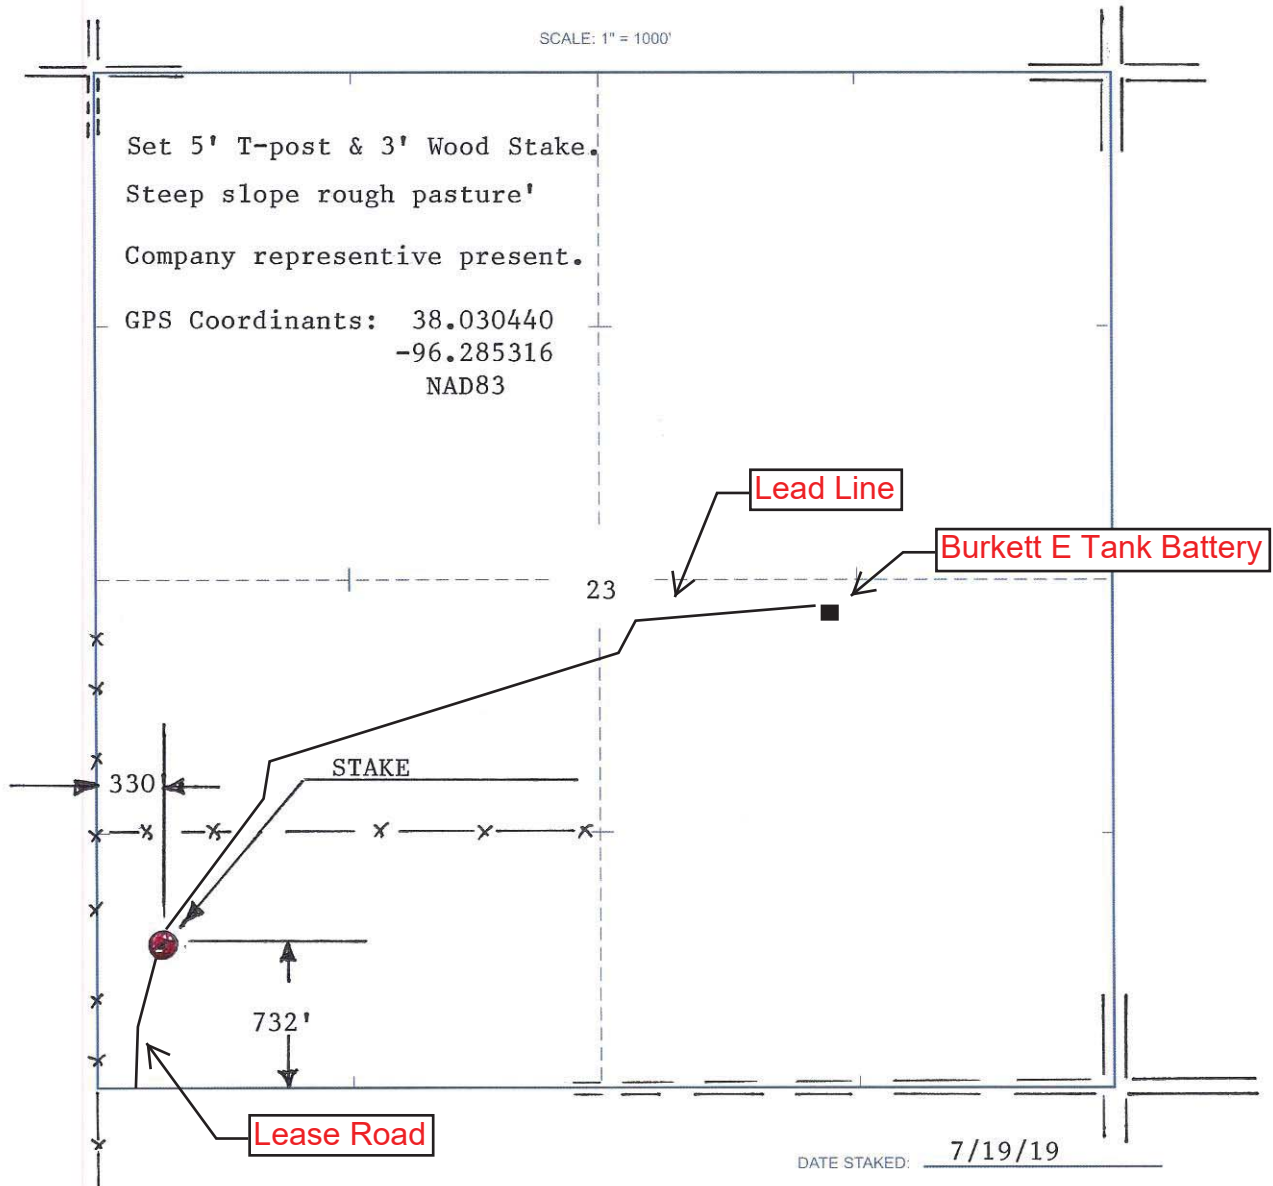 SCALE: 1" = 1000'
Set 5' T-post & 3' Wood Stake.
Steep slope rough pasture'
Company representive present.
GPS Coordinants: 38.030440
-96.285316
NAD83
Lead Line
Burkett E Tank Battery
23
STAKE
330
732'
Lease Road
DATE STAKED: 7/19/19